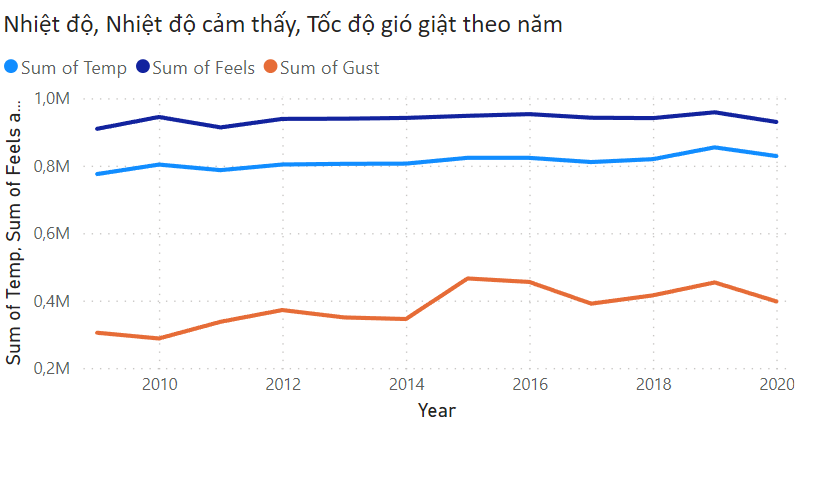 Nhiệt độ, Nhiệt độ cảm thấy, Tốc độ gió giật theo năm
Sum of Temp Sum of Feels Sum of Gust
Sum of Temp, Sum of Feels a...
1,0M
0,8M
0,6M
0,4M
0,2M
2010 2012 2014 2016 2018 2020
Year